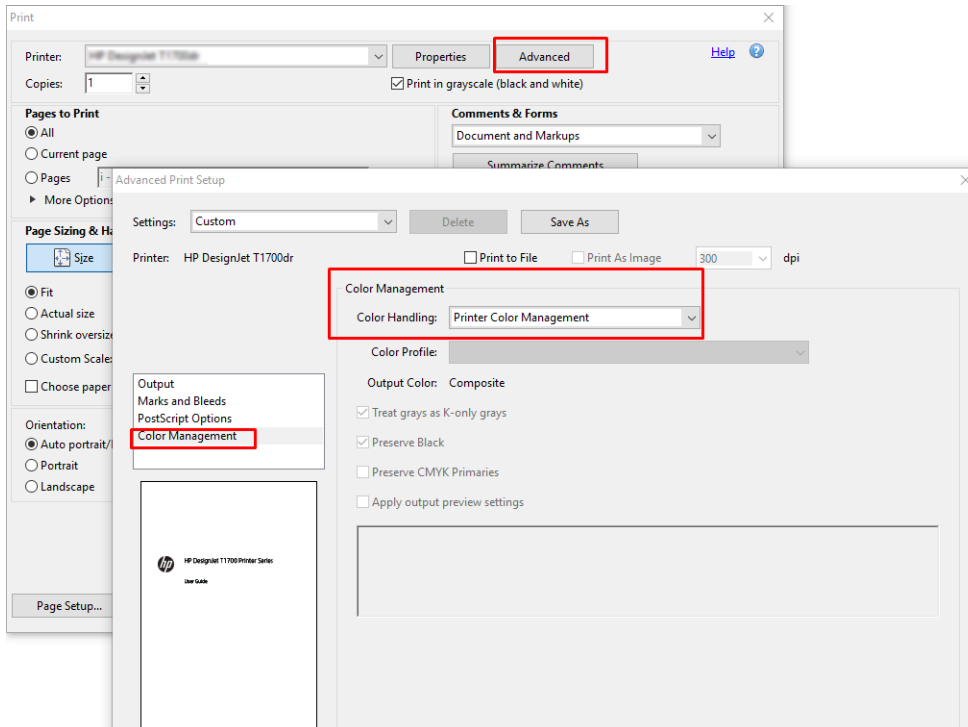 Print
Printer: Properties Advanced Help ?
Copies: 1 Print in grayscale (black and white)
Pages to Print
All
Current page
Pages
More Options
Comments & Forms
Document and Markups
Summarize Comments
Page Sizing & Ha
Size
Fit
Actual size
Shrink oversize
Custom Scale:
Choose paper
Orientation:
Auto portrait/
Portrait
Landscape
Page Setup...
Advanced Print Setup
Settings: Custom Delete Save As
Printer: HP DesignJet T1700dr Print to File Print As Image 300 dpi
Output
Marks and Bleeds
PostScript Options
Color Management
Color Management
Color Handling: Printer Color Management
Color Profile:
Output Color: Composite
Treat grays as K-only grays
Preserve Black
Preserve CMYK Primaries
Apply output preview settings
hp
HP DesignJet T1700 Printer Series
User Guide